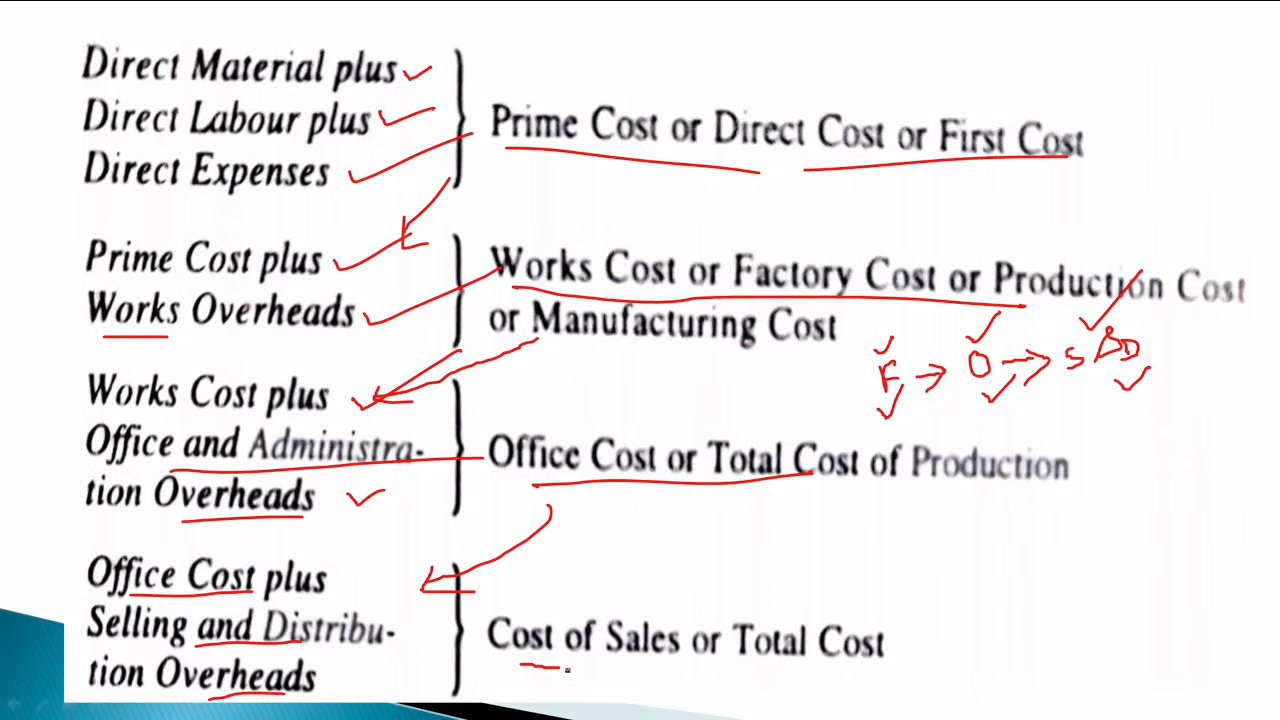 Direct Material plus
Direct Labour plus
Direct Expenses
Prime Cost or Direct Cost or First Cost
Prime Cost plus
Works Overheads
Works Cost or Factory Cost or Production Cost
or Manufacturing Cost
F → O → S & D
Works Cost plus
Office and Administra-
tion Overheads
Office Cost or Total Cost of Production
Office Cost plus
Selling and Distribu-
tion Overheads
Cost of Sales or Total Cost